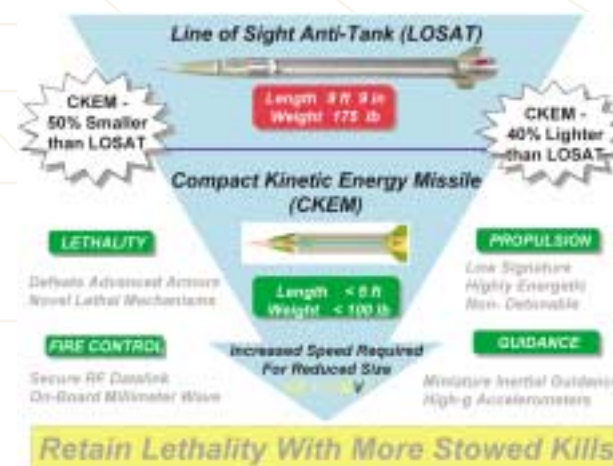 Line of Sight Anti-Tank (LOSAT)
Length 9 ft 9 in
Weight 175 lb
CKEM -
50% Smaller
than LOSAT
CKEM -
40% Lighter
than LOSAT
Compact Kinetic Energy Missile
(CKEM)
LETHALITY
Defeats Advanced Armors
Novel Lethal Mechanisms
Length < 6 ft
Weight < 100 lb
PROPULSION
Low Signature
Highly Energetic
Non- Detonable
FIRE CONTROL
Secure RF Datalink
On-Board Millimeter Wave
Increased Speed Required
For Reduced Size
V
GUIDANCE
Miniature Inertial Guidance
High-g Accelerometers
Retain Lethality With More Stowed Kills